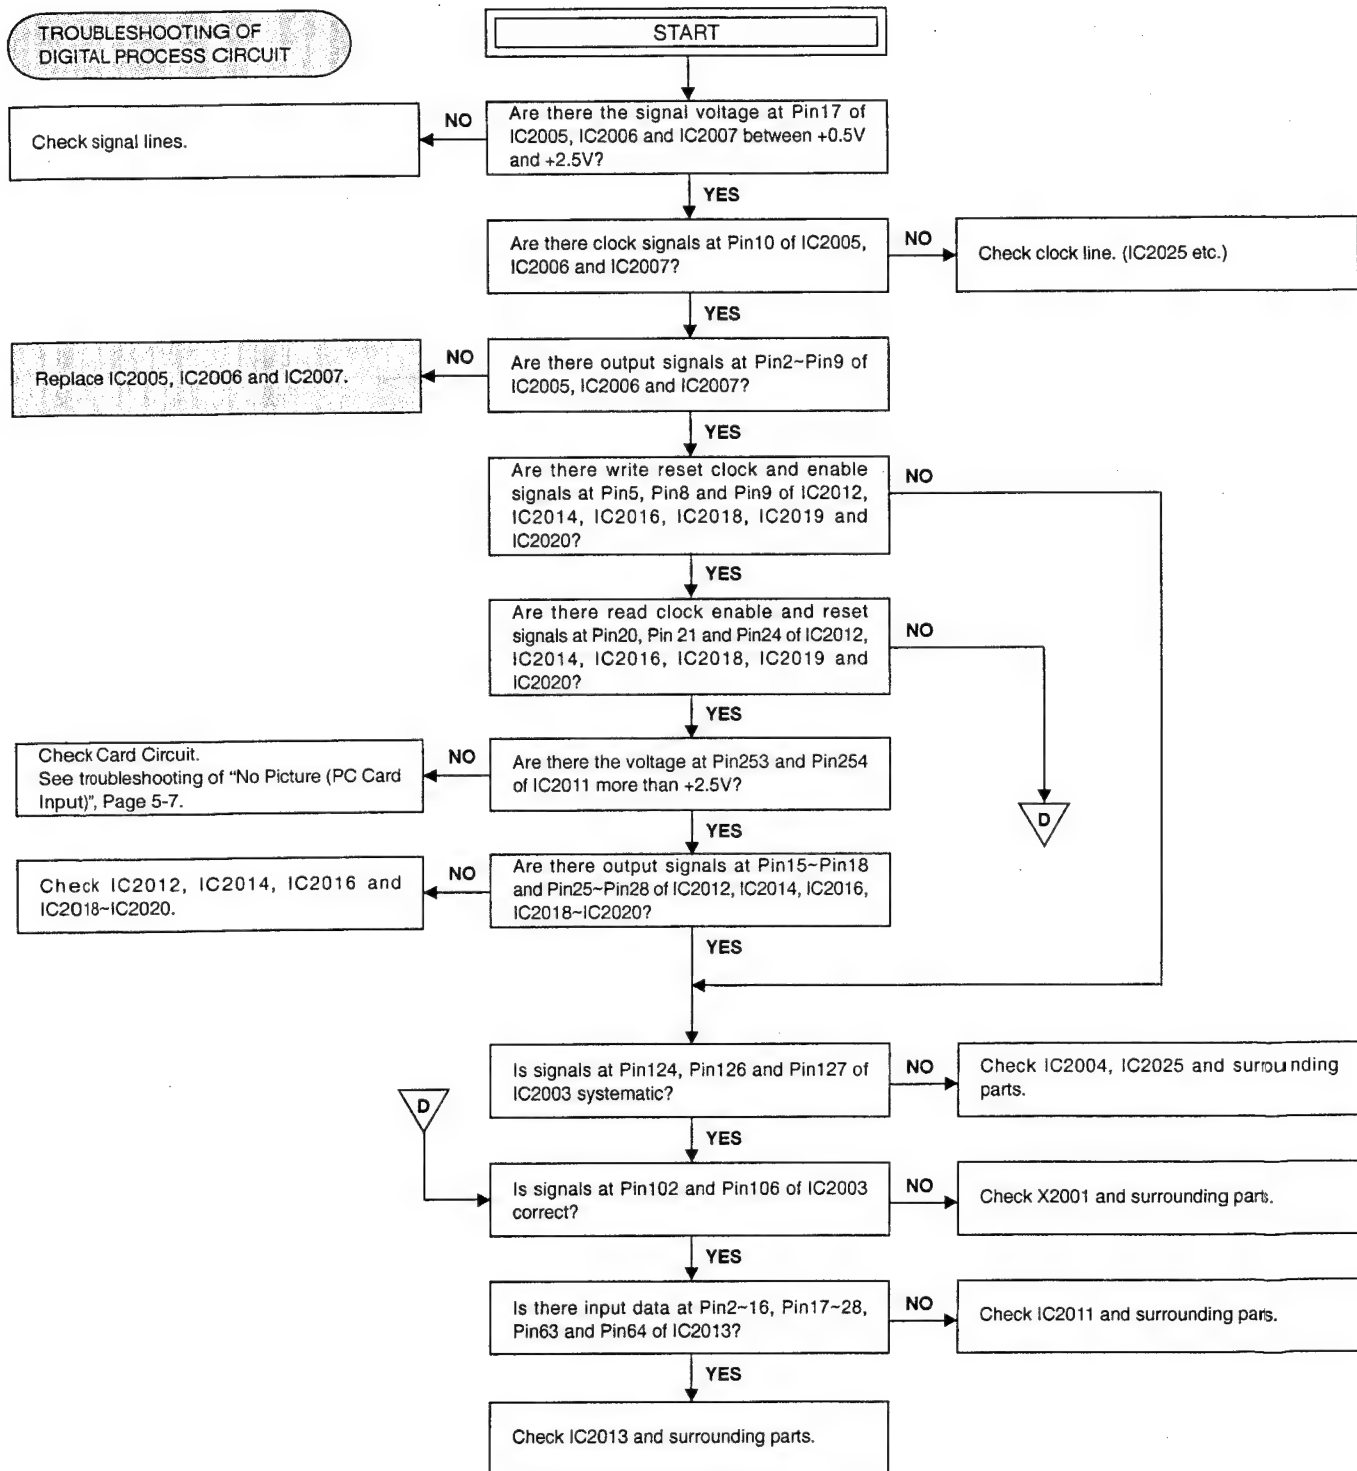 TROUBLESHOOTING OF
DIGITAL PROCESS CIRCUIT
START
Are there the signal voltage at Pin17 of
IC2005, IC2006 and IC2007 between +0.5V
and +2.5V?
NO
Check signal lines.
YES
Are there clock signals at Pin10 of IC2005,
IC2006 and IC2007?
NO
Check clock line. (IC2025 etc.)
YES
Are there output signals at Pin2~Pin9 of
IC2005, IC2006 and IC2007?
NO
Replace IC2005, IC2006 and IC2007.
YES
Are there write reset clock and enable
signals at Pin5, Pin8 and Pin9 of IC2012,
IC2014, IC2016, IC2018, IC2019 and
IC2020?
NO
YES
Are there read clock enable and reset
signals at Pin20, Pin 21 and Pin24 of IC2012,
IC2014, IC2016, IC2018, IC2019 and
IC2020?
NO
D
YES
Are there the voltage at Pin253 and Pin254
of IC2011 more than +2.5V?
NO
Check Card Circuit.
See troubleshooting of "No Picture (PC Card
Input)", Page 5-7.
YES
Are there output signals at Pin15~Pin18
and Pin25~Pin28 of IC2012, IC2014, IC2016,
IC2018~IC2020?
NO
Check IC2012, IC2014, IC2016 and
IC2018~IC2020.
YES
Is signals at Pin124, Pin126 and Pin127 of
IC2003 systematic?
NO
Check IC2004, IC2025 and surrounding
parts.
YES
D
Is signals at Pin102 and Pin106 of IC2003
correct?
NO
Check X2001 and surrounding parts.
YES
Is there input data at Pin2~16, Pin17~28,
Pin63 and Pin64 of IC2013?
NO
Check IC2011 and surrounding parts.
YES
Check IC2013 and surrounding parts.